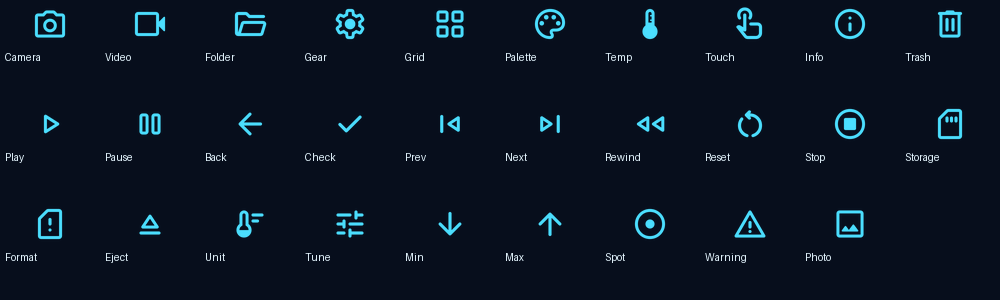 Camera Video Folder Gear Grid Palette Temp Touch Info Trash
Play Pause Back Check Prev Next Rewind Reset Stop Storage
Format Eject Unit Tune Min Max Spot Warning Photo